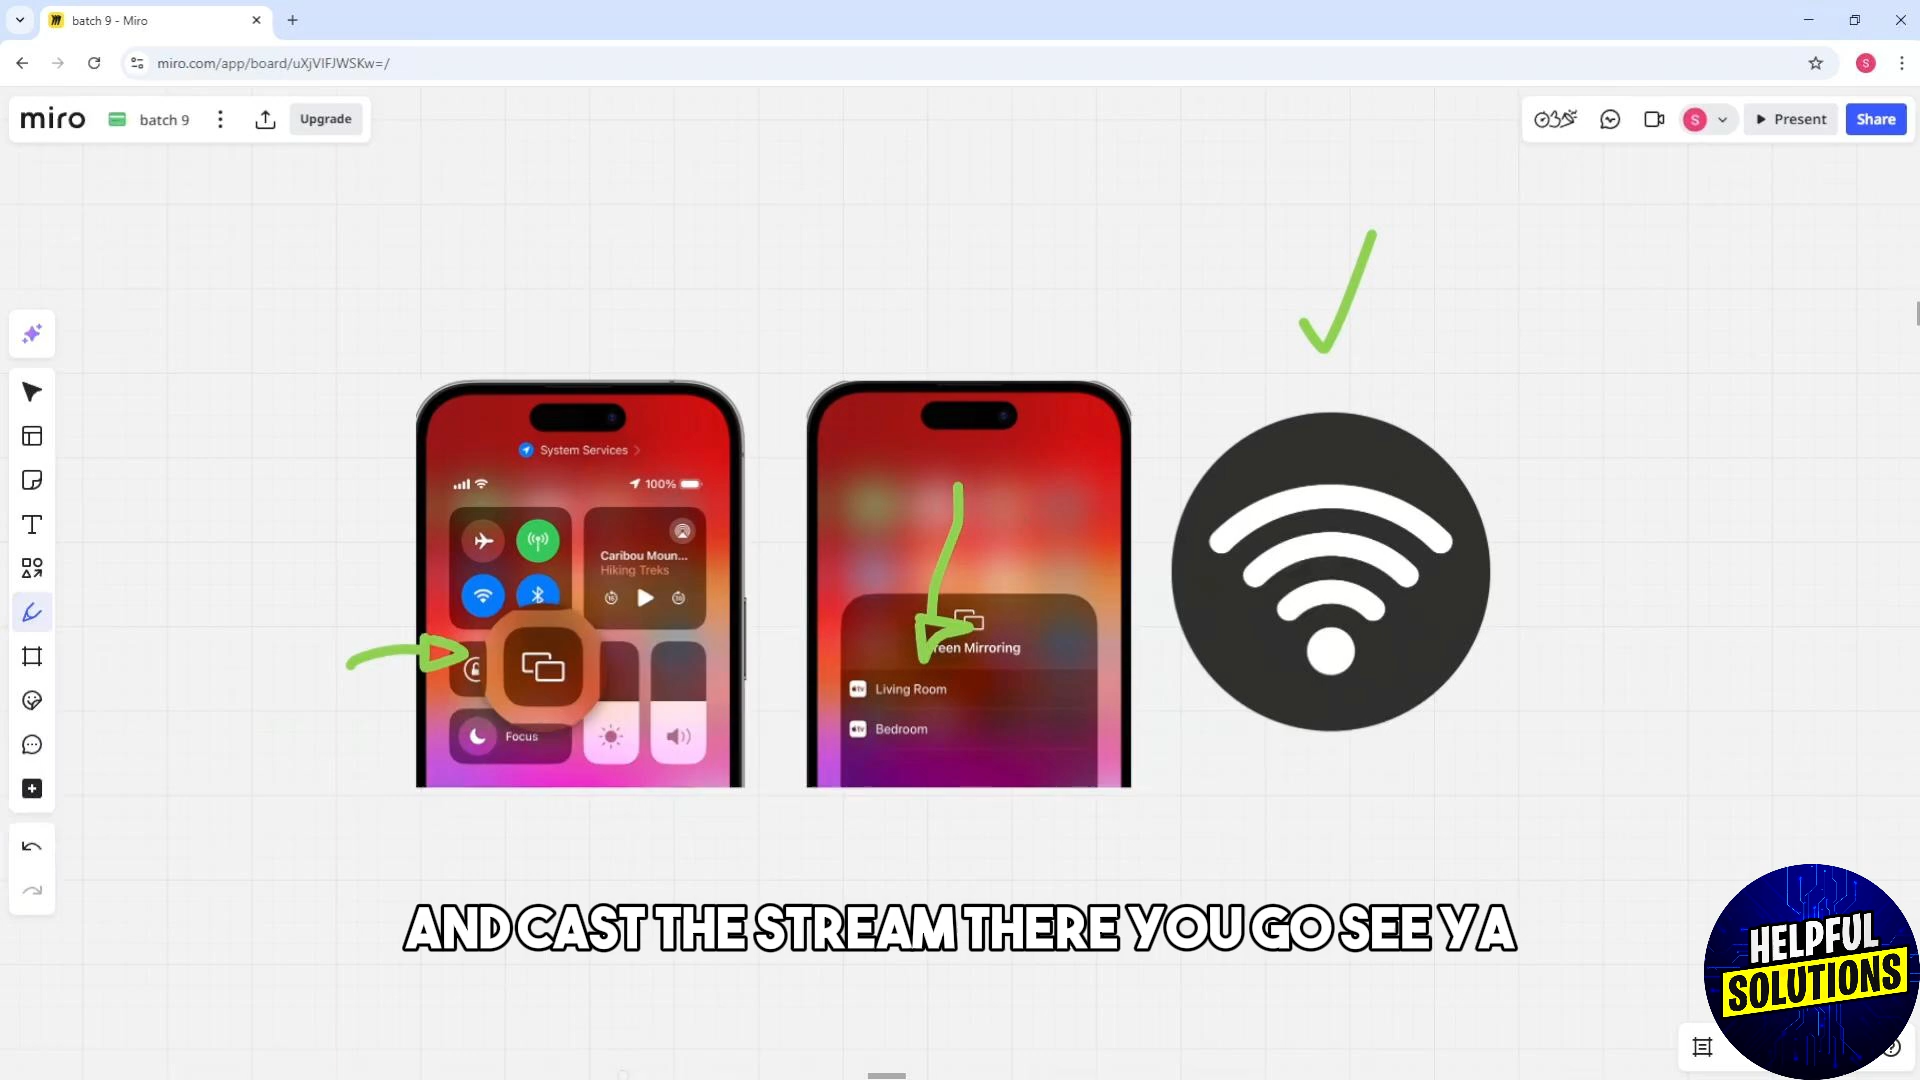 batch 9 - Miro
miro.com/app/board/uXjVIFJWSKw=/
miro
batch 9
Upgrade
Present
Share
S
S
System Services
100%
Caribou Moun...
Hiking Treks
Focus
reen Mirroring
Living Room
Bedroom
AND CAST THE STREAM THERE YOU GO SEE YA
HELPFUL
SOLUTIONS